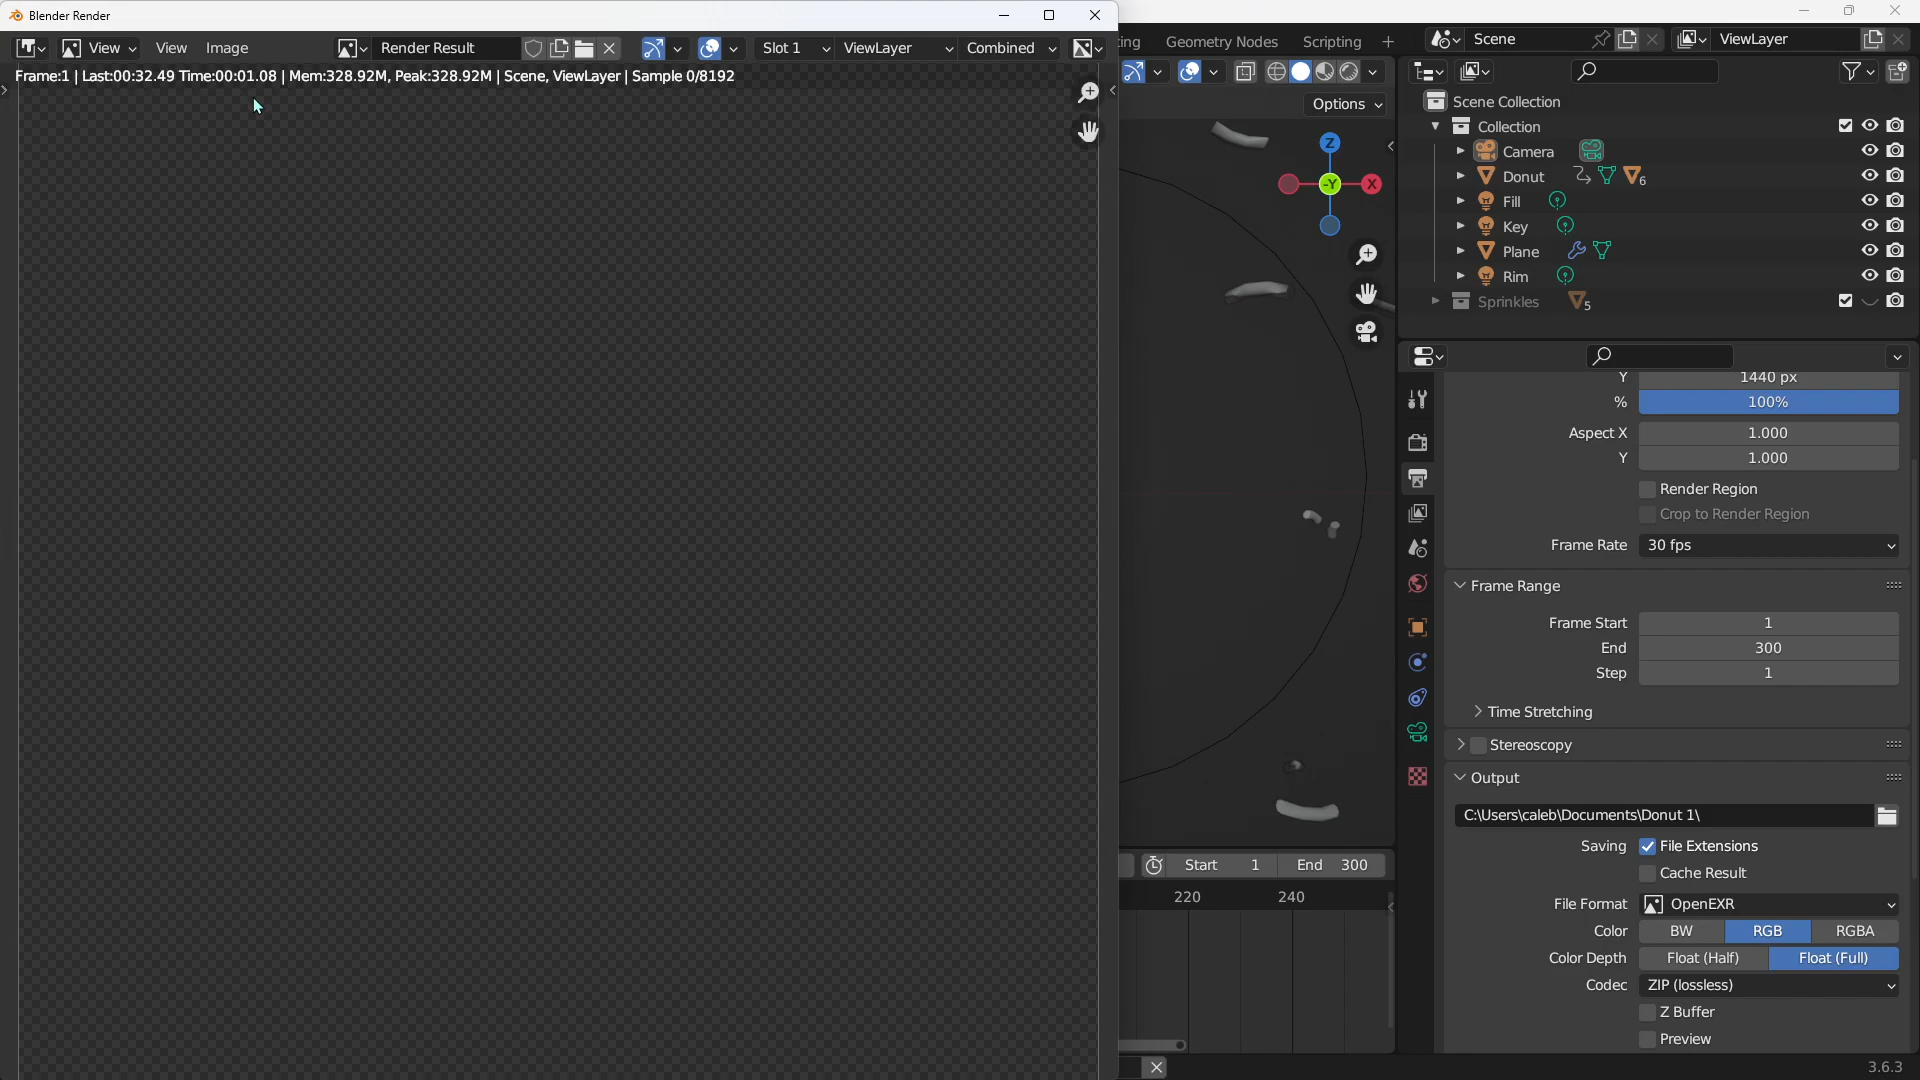 Blender Render
View View Image Render Result Slot 1 ViewLayer Combined
Frame:1 | Last:00:32.49 Time:00:01.08 | Mem:328.92M, Peak:328.92M | Scene, ViewLayer | Sample 0/8192
ting Geometry Nodes Scripting + Scene ViewLayer
Options
Z
-Y X
Scene Collection
Collection
Camera
Donut 6
Fill
Key
Plane
Rim
Sprinkles 5
Y 1440 px
% 100%
Aspect X 1.000
Y 1.000
Render Region
Crop to Render Region
Frame Rate 30 fps
Frame Range
Frame Start 1
End 300
Step 1
Time Stretching
Stereoscopy
Output
C:\Users\caleb\Documents\Donut 1\
Saving File Extensions
Cache Result
File Format OpenEXR
Color BW RGB RGBA
Color Depth Float (Half) Float (Full)
Codec ZIP (lossless)
Z Buffer
Preview
Start 1 End 300
220 240
3.6.3